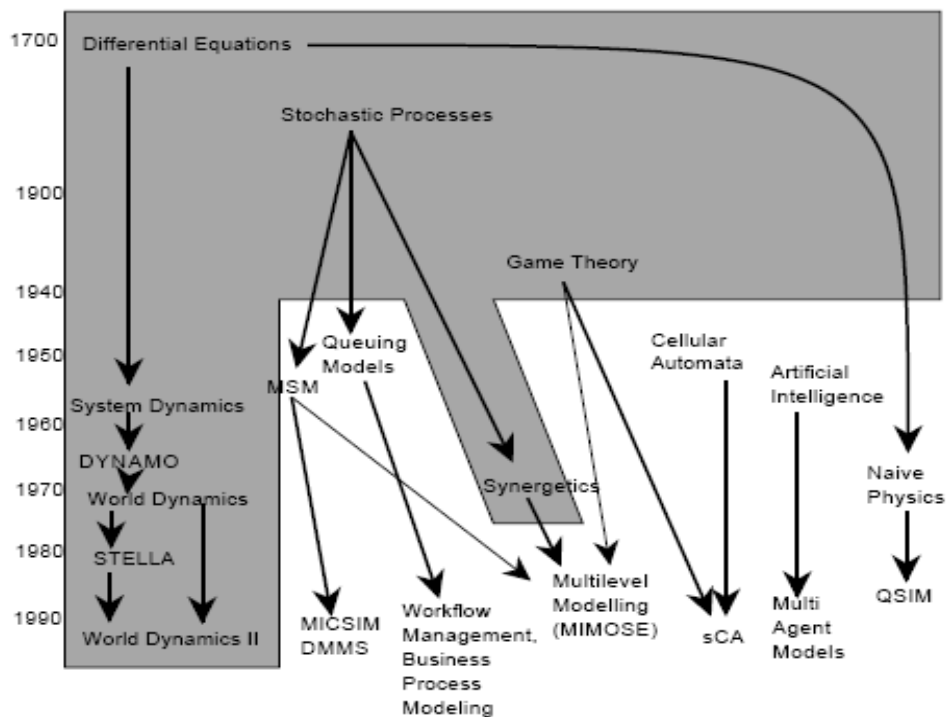 1700
Differential Equations
Stochastic Processes
1900
Game Theory
1940
Queuing
Models
Cellular
Automata
1950
MSM
Artificial
Intelligence
System Dynamics
1960
DYNAMO
Naive
Physics
1970
World Dynamics
Synergetics
1980
STELLA
Multilevel
Modelling
(MIMOSE)
QSIM
1990
World Dynamics II
MICSIM
DMMS
Workflow
Management,
Business
Process
Modeling
sCA
Multi
Agent
Models